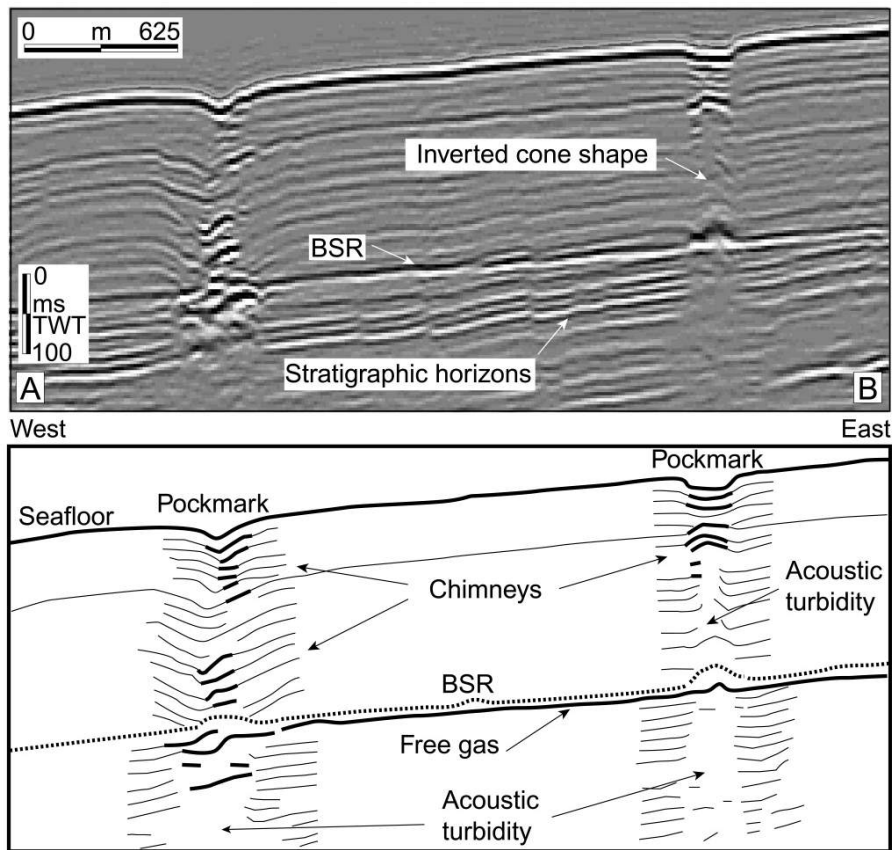 0 m 625
Inverted cone shape
BSR
0
ms
TWT
100
Stratigraphic horizons
A
B
West
East
Pockmark
Pockmark
Seafloor
Chimneys
Acoustic
turbidity
BSR
Free gas
Acoustic
turbidity